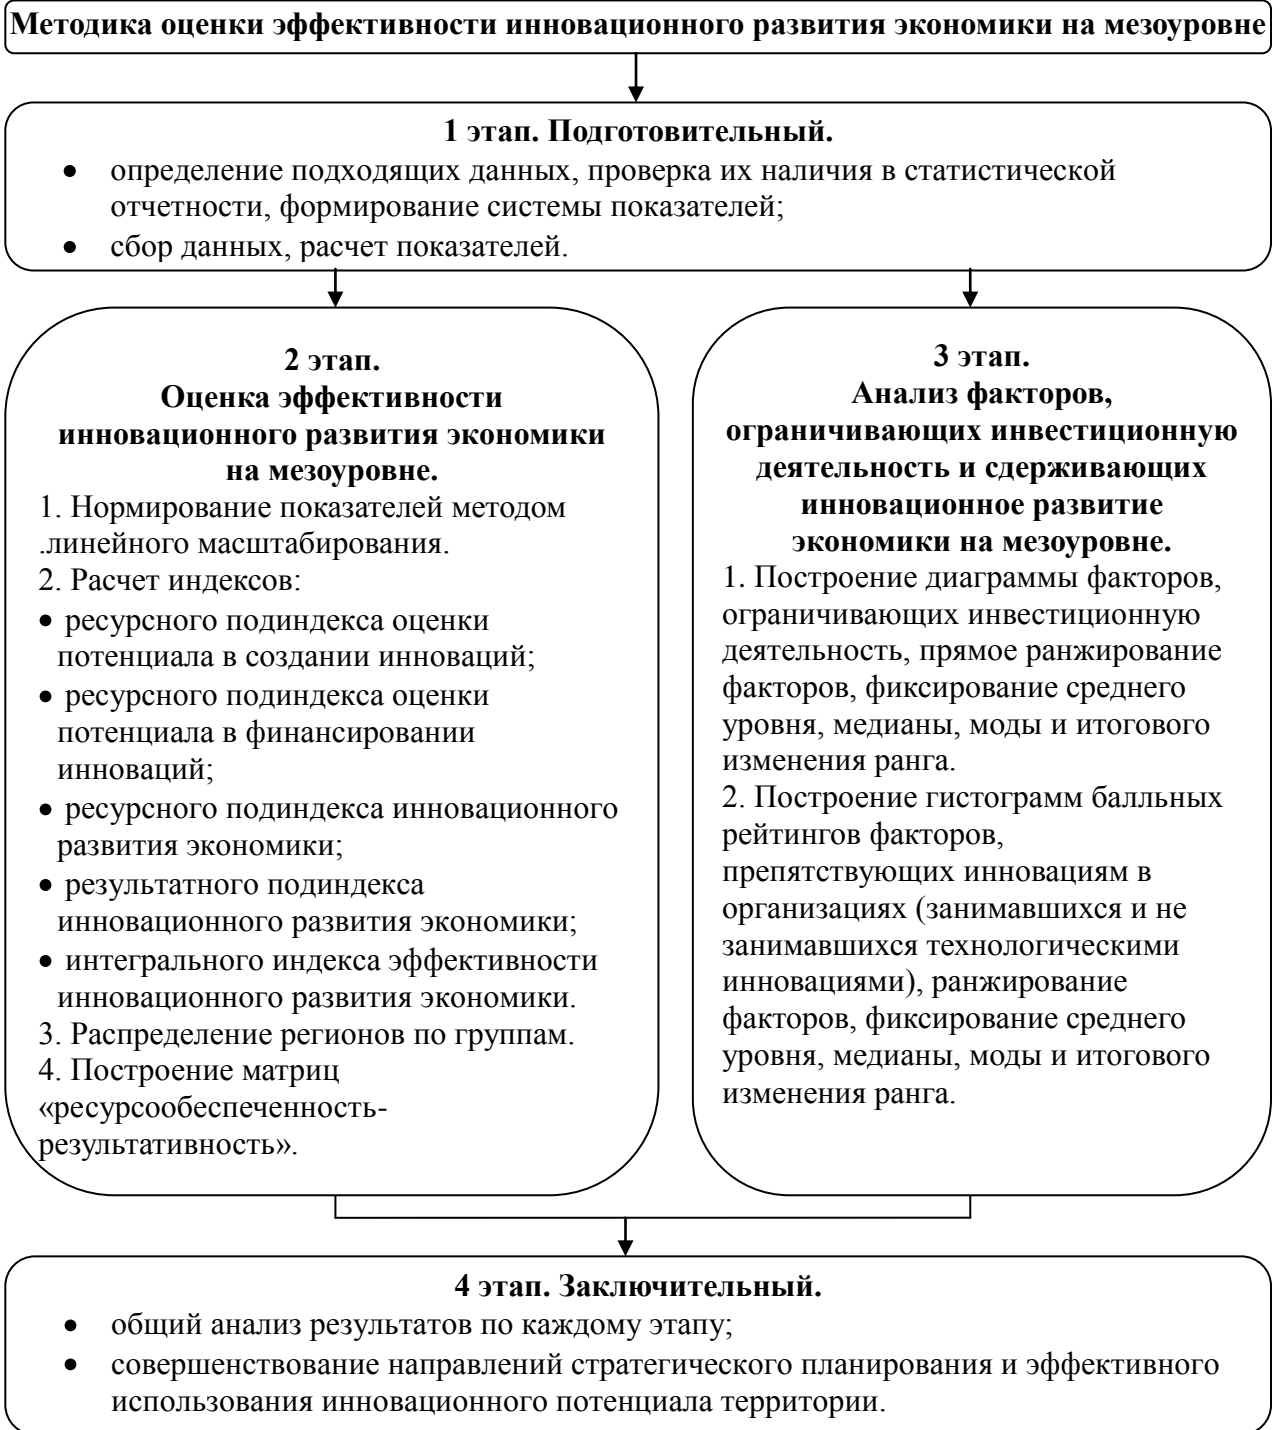 Методика оценки эффективности инновационного развития экономики на мезоуровне
1 этап. Подготовительный.
• определение подходящих данных, проверка их наличия в статистической
отчетности, формирование системы показателей;
• сбор данных, расчет показателей.
2 этап.
Оценка эффективности
инновационного развития экономики
на мезоуровне.
1. Нормирование показателей методом
.линейного масштабирования.
2. Расчет индексов:
• ресурсного подиндекса оценки
потенциала в создании инноваций;
• ресурсного подиндекса оценки
потенциала в финансировании
инноваций;
• ресурсного подиндекса инновационного
развития экономики;
• результатного подиндекса
инновационного развития экономики;
• интегрального индекса эффективности
инновационного развития экономики.
3. Распределение регионов по группам.
4. Построение матриц
«ресурсообеспеченность-
результативность».
3 этап.
Анализ факторов,
ограничивающих инвестиционную
деятельность и сдерживающих
инновационное развитие
экономики на мезоуровне.
1. Построение диаграммы факторов,
ограничивающих инвестиционную
деятельность, прямое ранжирование
факторов, фиксирование среднего
уровня, медианы, моды и итогового
изменения ранга.
2. Построение гистограмм балльных
рейтингов факторов,
препятствующих инновациям в
организациях (занимавшихся и не
занимавшихся технологическими
инновациями), ранжирование
факторов, фиксирование среднего
уровня, медианы, моды и итогового
изменения ранга.
4 этап. Заключительный.
• общий анализ результатов по каждому этапу;
• совершенствование направлений стратегического планирования и эффективного
использования инновационного потенциала территории.